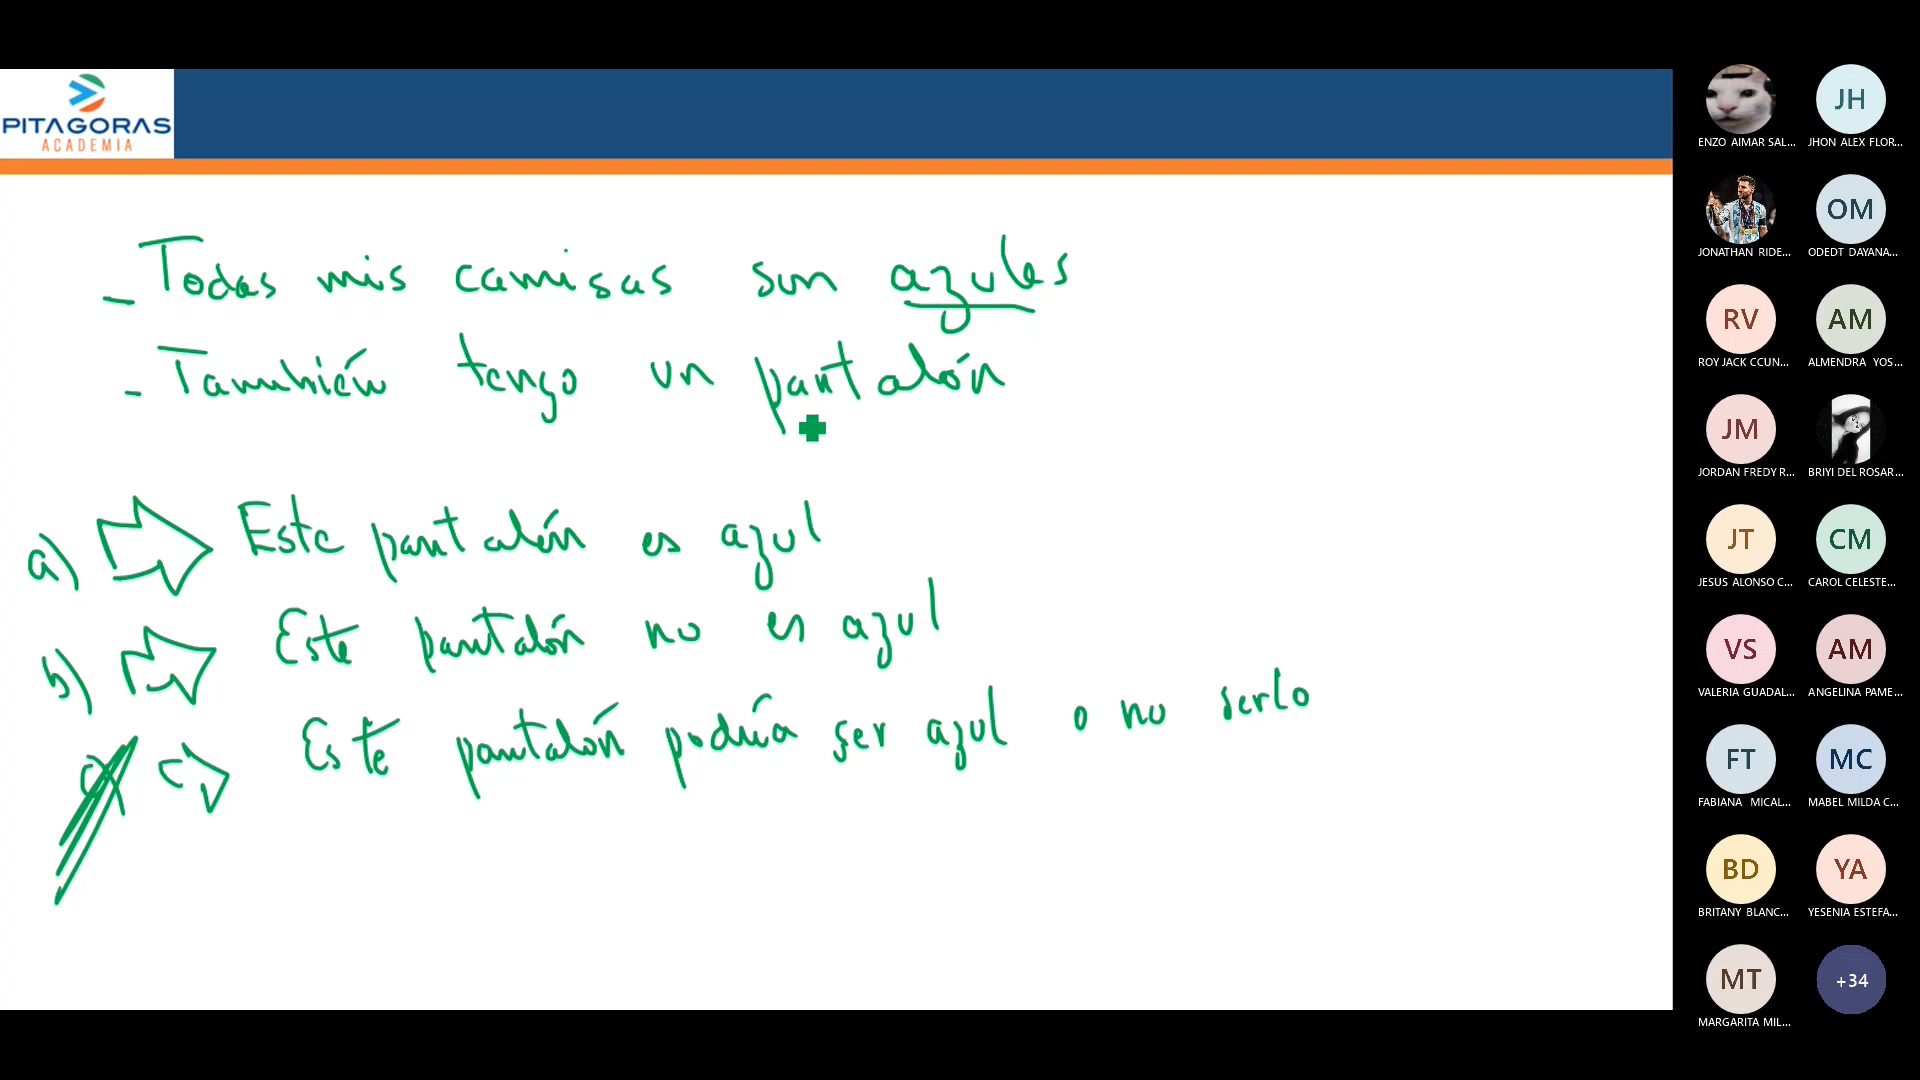 PITAGORAS
ACADEMIA
- Todas mis camisas son azules
- También tengo un pantalón
a) Este pantalón es azul
b) Este pantalón no es azul
c) Este pantalón podría ser azul o no serlo
ENZO AIMAR SAL...
JH
JHON ALEX FLOR...
JONATHAN RIDE...
OM
ODEDT DAYANA...
RV
ROY JACK CCUN...
AM
ALMENDRA YOS...
JM
JORDAN FREDY R...
BRIYI DEL ROSAR...
JT
JESUS ALONSO C...
CM
CAROL CELESTE...
VS
VALERIA GUADAL...
AM
ANGELINA PAME...
FT
FABIANA MICAL...
MC
MABEL MILDA C...
BD
BRITANY BLANC...
YA
YESENIA ESTEFA...
MT
MARGARITA MIL...
+34